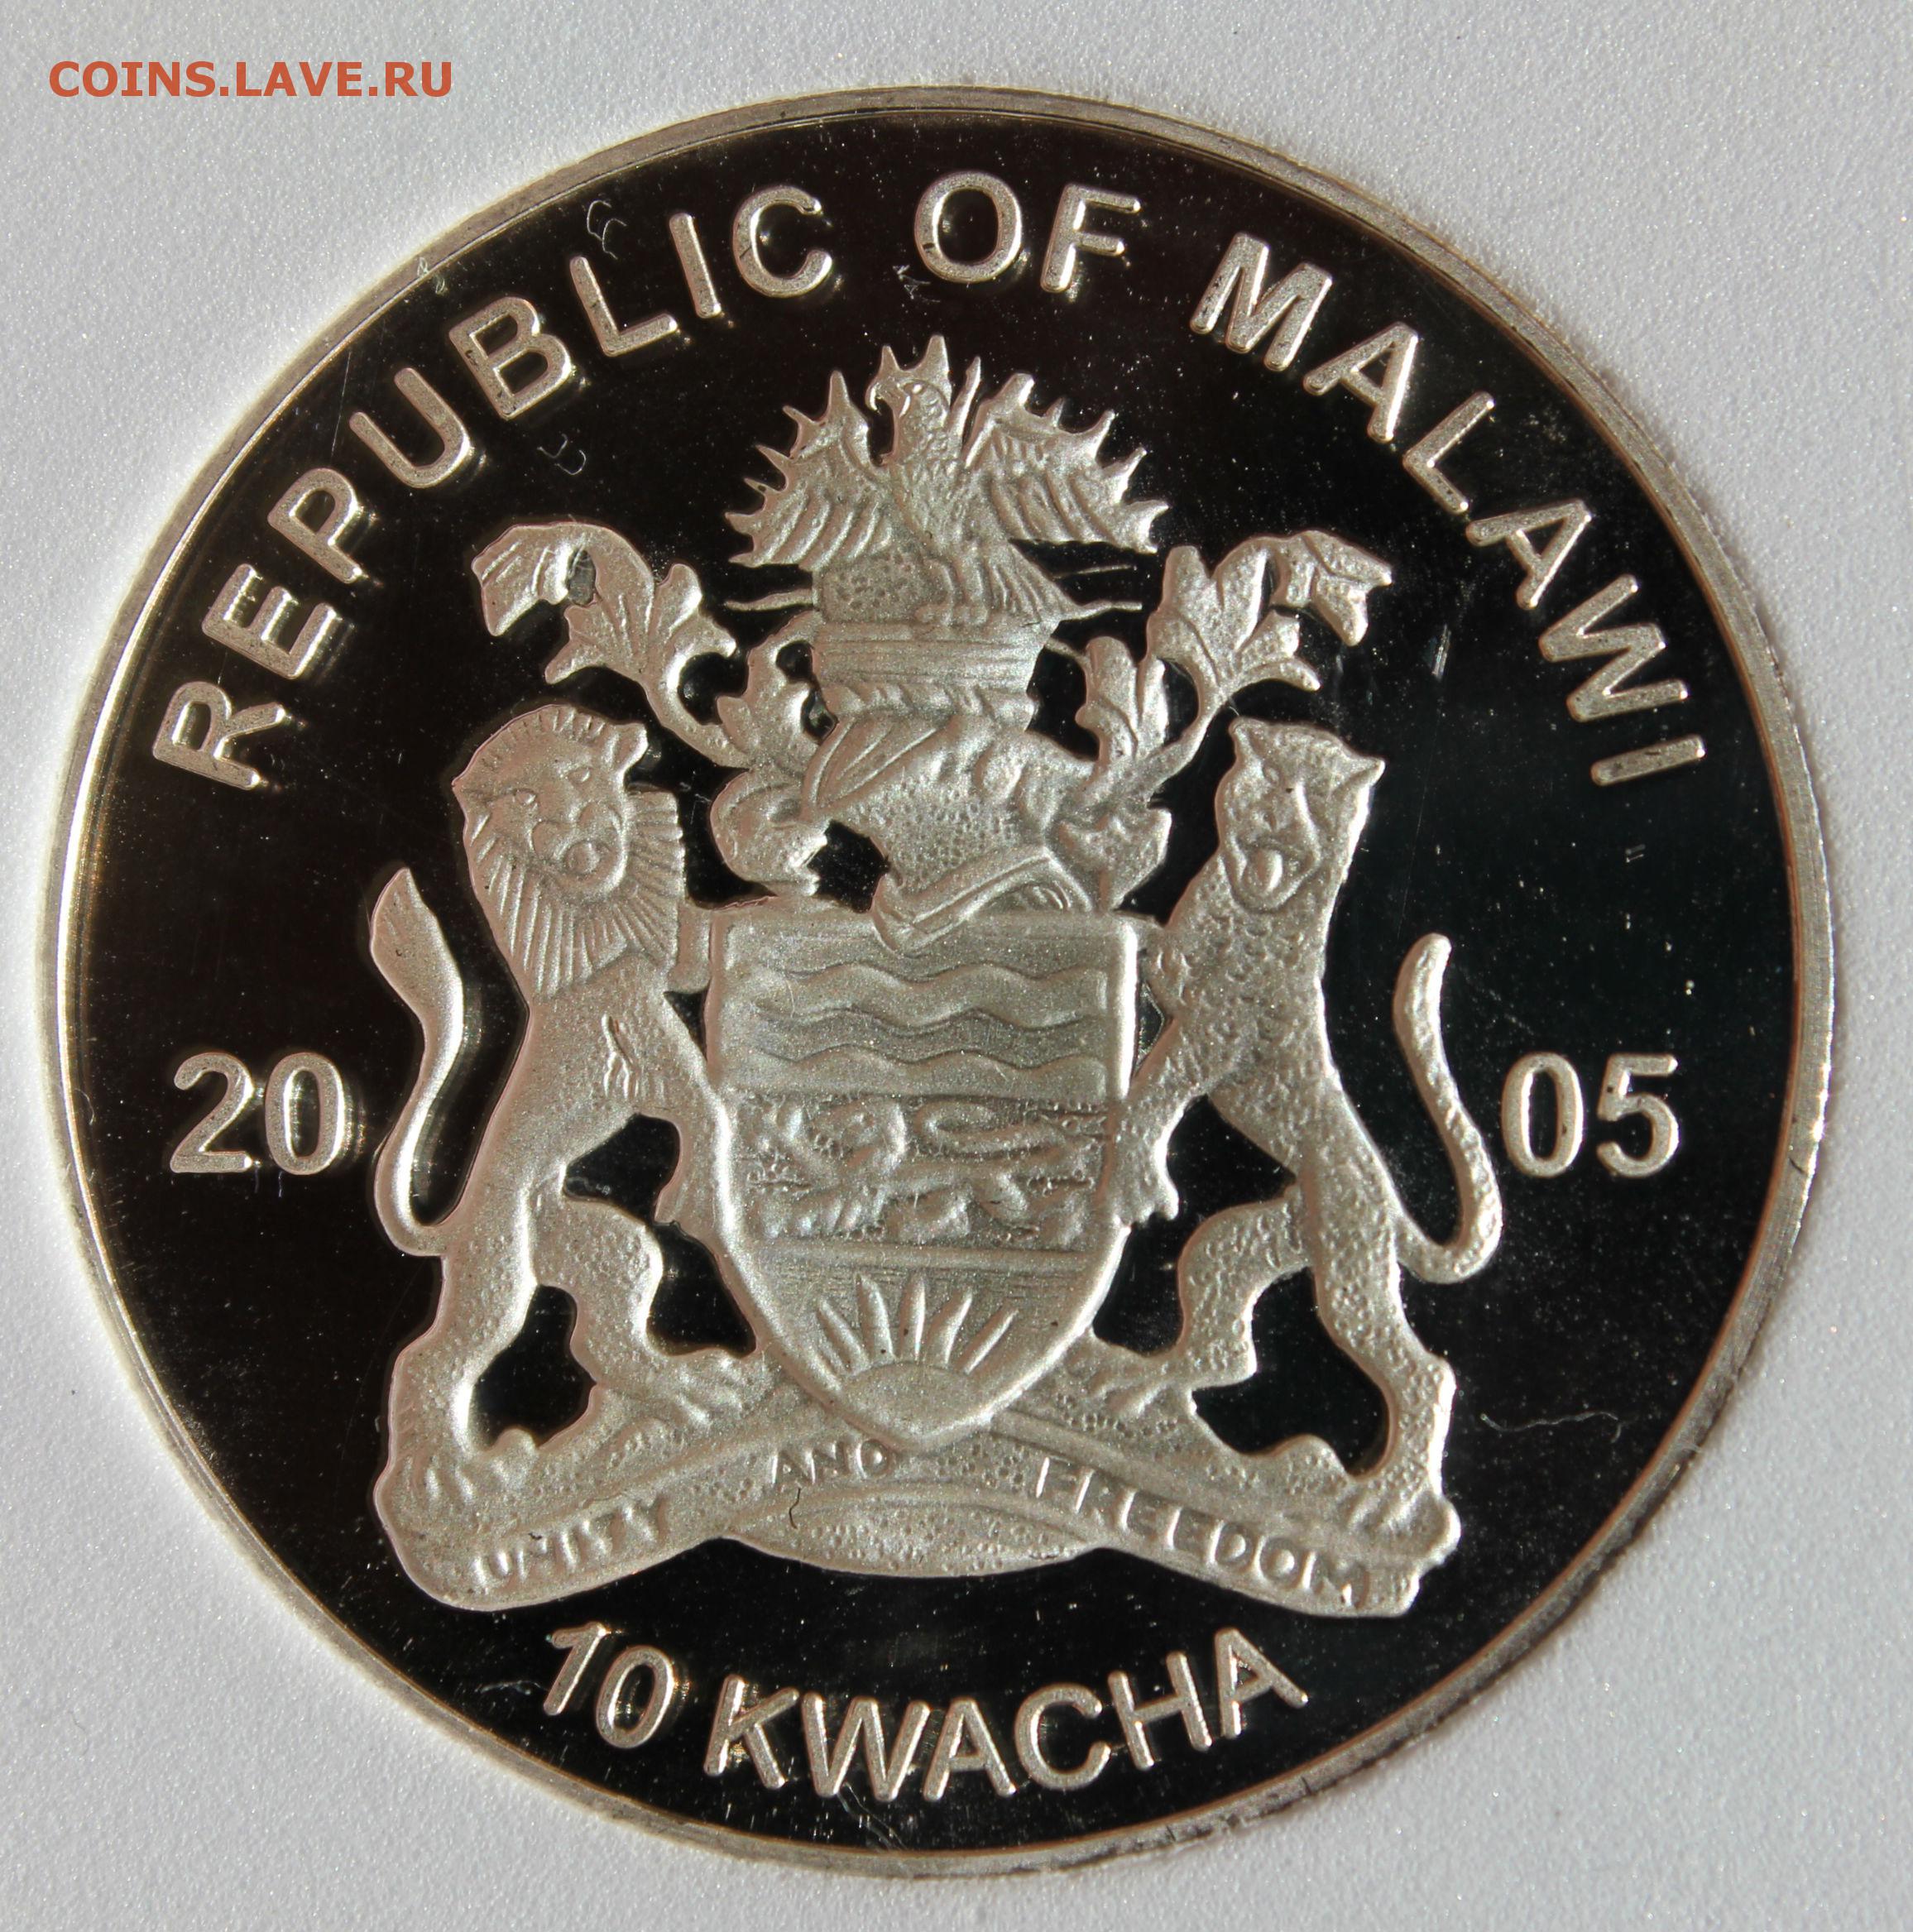 COINS.LAVE.RU
REPUBLIC OF MALAWI
20 05
UNITY AND FREEDOM
10 KWACHA